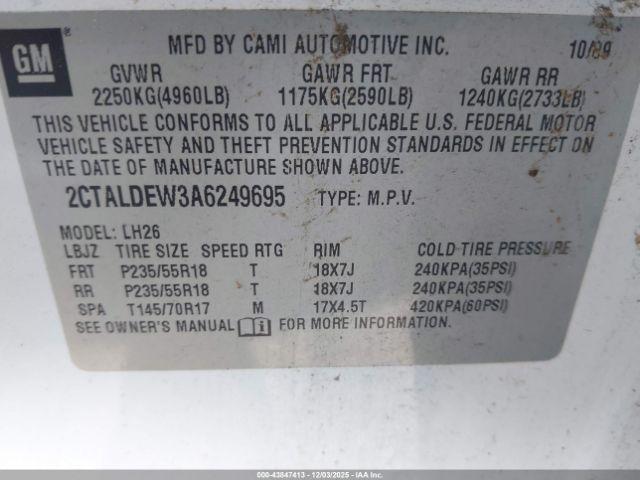 GM
MFD BY CAMI AUTOMOTIVE INC. 10/09
GVWR GAWR FRT GAWR RR
2250KG(4960LB) 1175KG(2590LB) 1240KG(2733LB)
THIS VEHICLE CONFORMS TO ALL APPLICABLE U.S. FEDERAL MOTOR
VEHICLE SAFETY AND THEFT PREVENTION STANDARDS IN EFFECT ON
THE DATE OF MANUFACTURE SHOWN ABOVE.
2CTALDEW3A6249695 TYPE: M.P.V.
MODEL: LH26
LBJZ TIRE SIZE SPEED RTG RIM COLD TIRE PRESSURE
FRT P235/55R18 T 18X7J 240KPA(35PSI)
RR P235/55R18 T 18X7J 240KPA(35PSI)
SPA T145/70R17 M 17X4.5T 420KPA(60PSI)
SEE OWNER'S MANUAL i FOR MORE INFORMATION.
000-43847413 - 12/03/2025 - IAA, Inc.